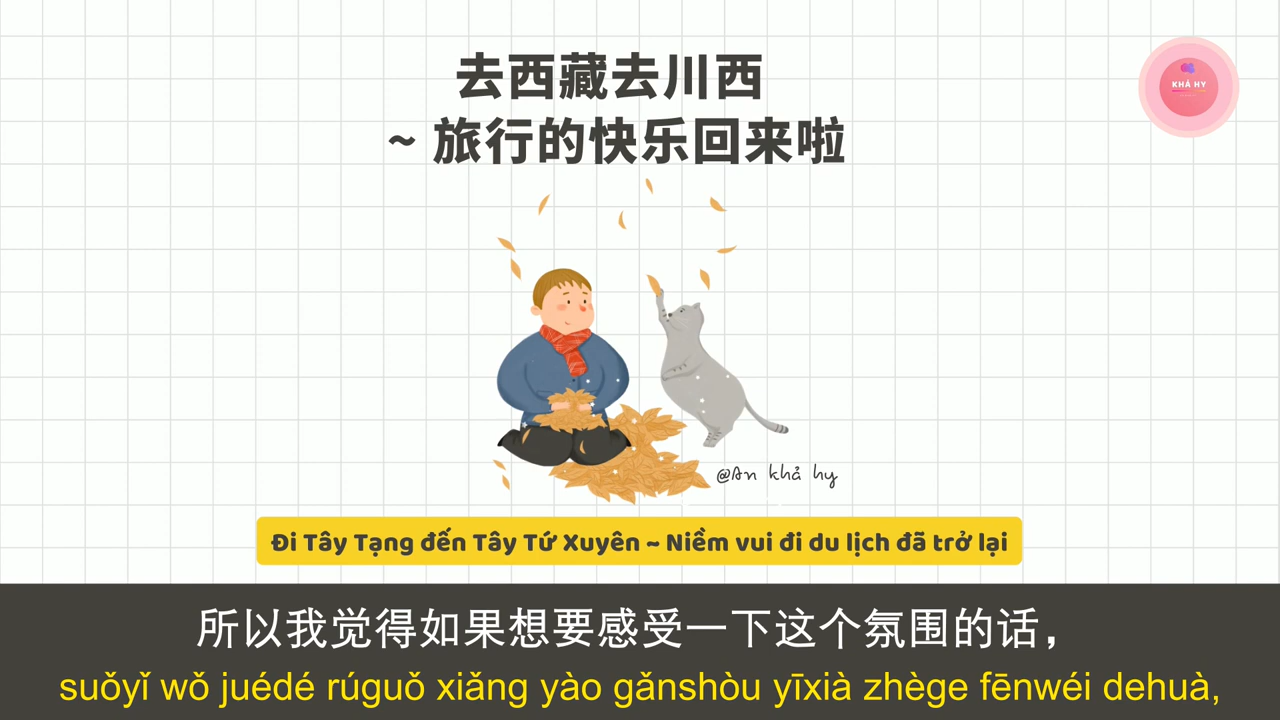 去西藏去川西
~ 旅行的快乐回来啦
KHẢ HY
@An khả hy
Đi Tây Tạng đến Tây Tứ Xuyên ~ Niềm vui đi du lịch đã trở lại
所以我觉得如果想要感受一下这个氛围的话，
suǒyǐ wǒ juédé rúguǒ xiǎng yào gǎnshòu yīxià zhège fēnwéi dehuà,